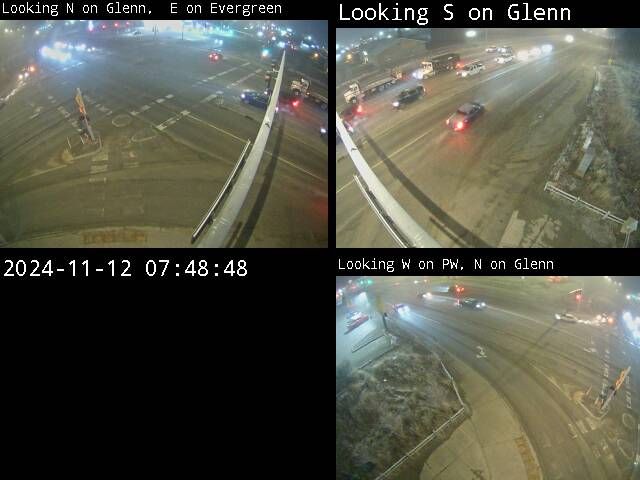 Looking N on Glenn,  E on Evergreen
Looking S on Glenn
2024-11-12 07:48:48
Looking W on PW, N on Glenn